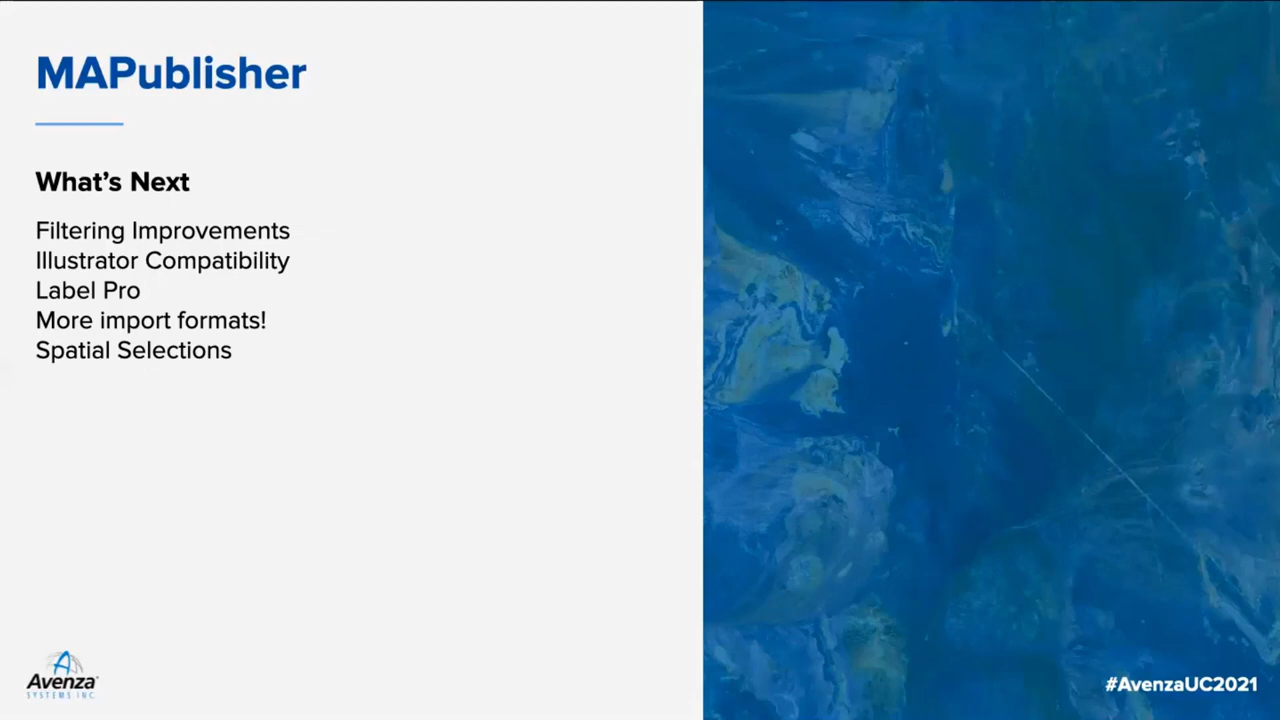 MAPublisher
What's Next
Filtering Improvements
Illustrator Compatibility
Label Pro
More import formats!
Spatial Selections
Avenza
SYSTEMS INC.
#AvenzaUC2021